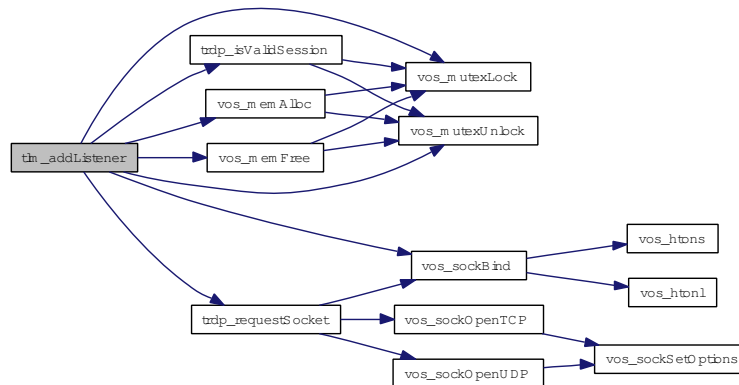 trdp_isValidSession
vos_mutexLock
vos_memAlloc
vos_mutexUnlock
tlm_addListener
vos_memFree
vos_htons
vos_sockBind
vos_htonl
trdp_requestSocket
vos_sockOpenTCP
vos_sockSetOptions
vos_sockOpenUDP